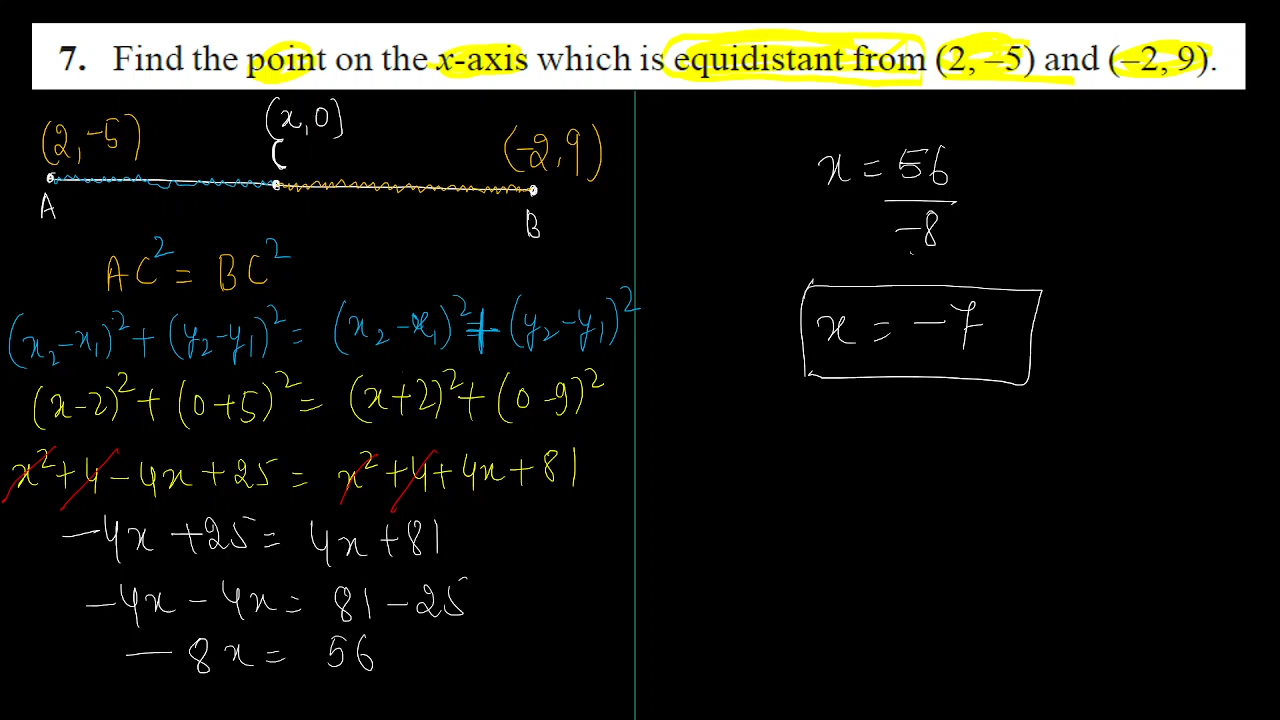 7. Find the point on the x-axis which is equidistant from (2, –5) and (–2, 9).
(x, 0)
(2, -5)
C
(-2, 9)
A
B
AC² = BC²
(x₂-x₁)² + (y₂-y₁)² = (x₂-x₁)² + (y₂-y₁)²
(x-2)² + (0+5)² = (x+2)² + (0-9)²
x² + 4 - 4x + 25 = x² + 4 + 4x + 81
-4x + 25 = 4x + 81
-4x - 4x = 81 - 25
-8x = 56
x = 56
-8
x = -7